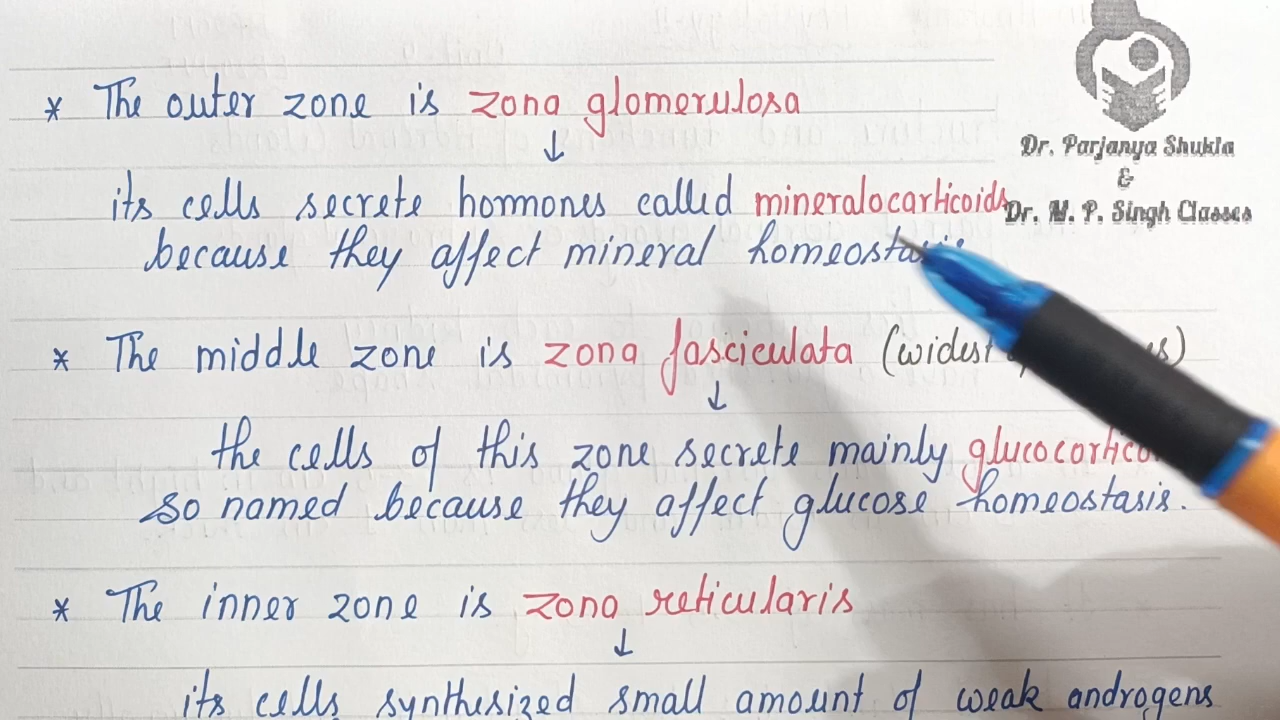 * The outer zone is zona glomerulosa
↓
its cells secrete hormones called mineralocorticoids
because they affect mineral homeostasis
* The middle zone is zona fasciculata (widest
↓
the cells of this zone secrete mainly
so named because they affect glucose homeostasis.
* The inner zone is zona reticularis
↓
its cells synthesized small amount of weak androgens
Dr. Parjanya Shukla
&
Dr. M. P. Singh Classes